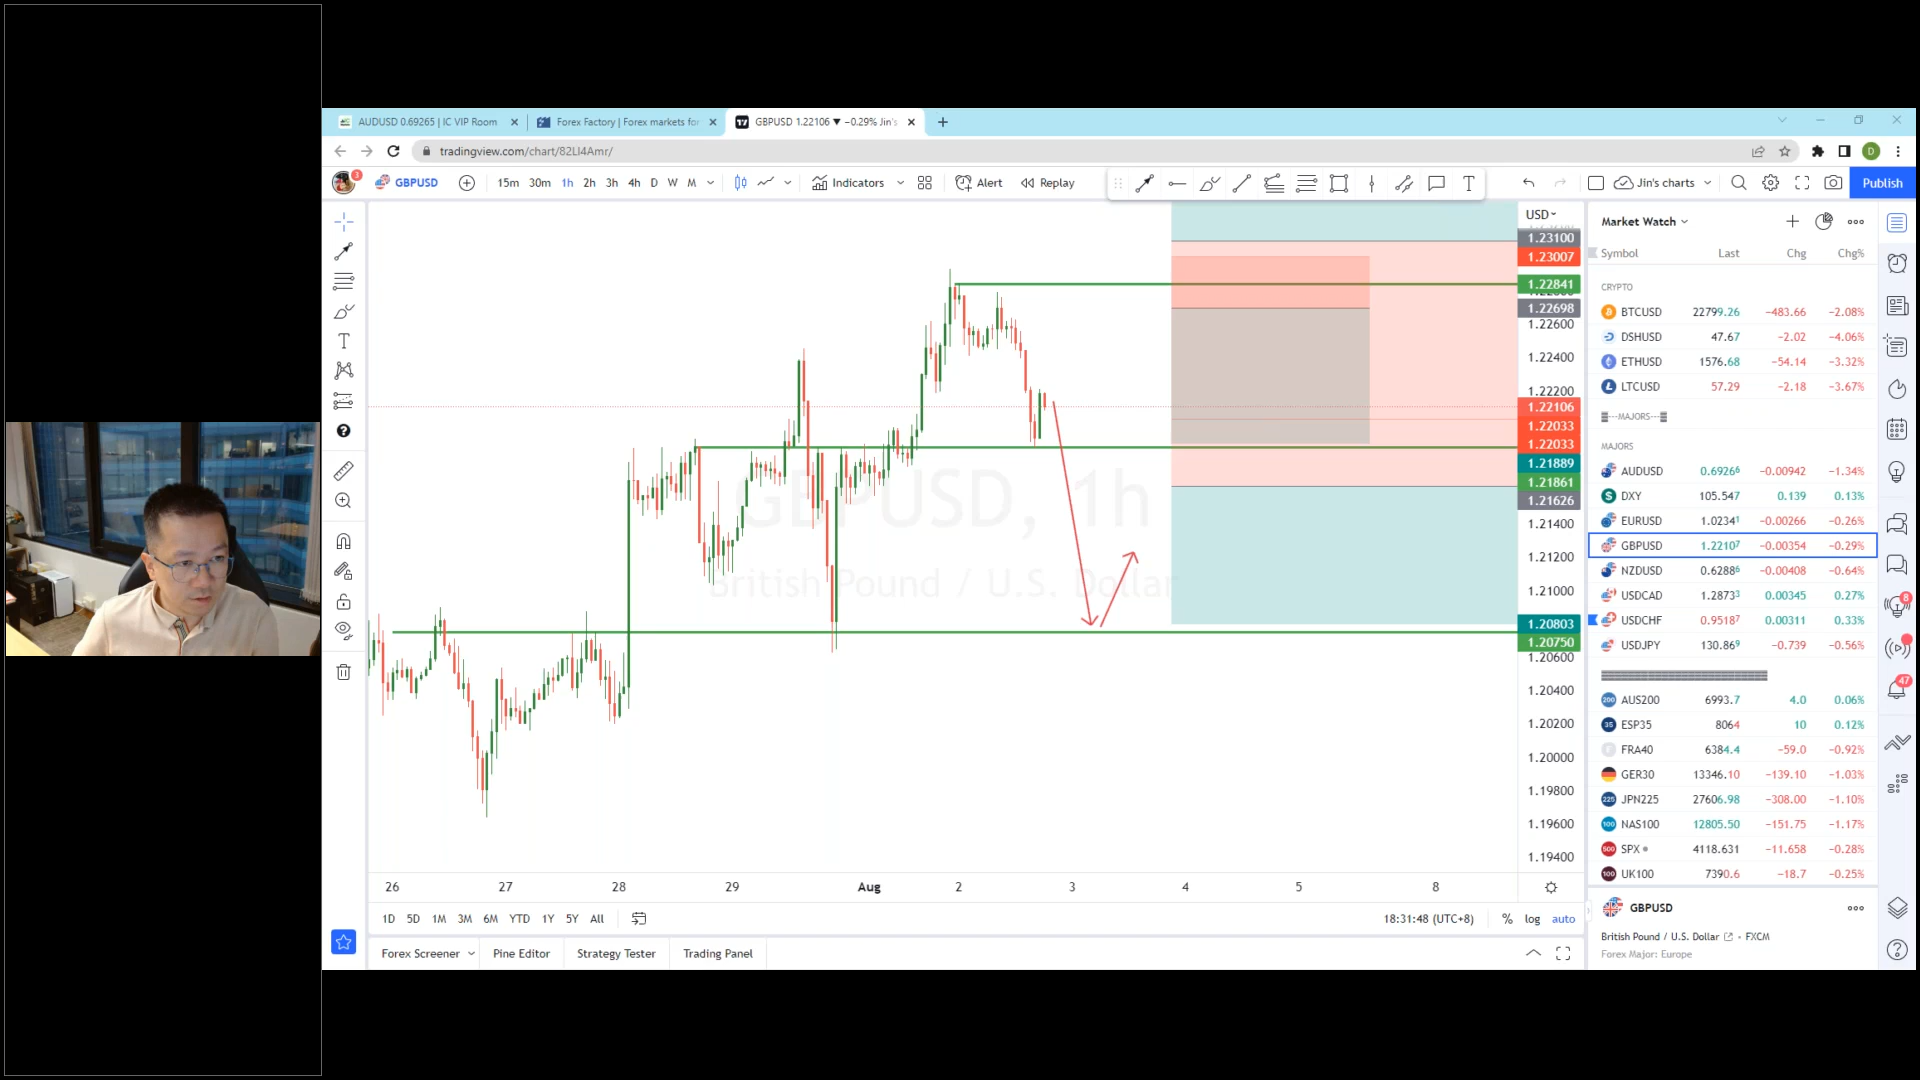 AUDUSD 0.69265 | IC VIP Room
Forex Factory | Forex markets for
GBPUSD 1.22106 ▼ −0.29% Jin's
tradingview.com/chart/82LI4Amr/
3
GBPUSD
15m 30m 1h 2h 3h 4h D W M
Indicators
Alert
Replay
Jin's charts
Publish
GBPUSD, 1h
British Pound / U.S. Dollar
USD
1.23100
1.23007
1.22841
1.22698
1.22600
1.22400
1.22200
1.22106
1.22033
1.22033
1.21889
1.21861
1.21626
1.21400
1.21200
1.21000
1.20803
1.20750
1.20600
1.20400
1.20200
1.20000
1.19800
1.19600
1.19400
26 27 28 29 Aug 2 3 4 5 8
1D 5D 1M 3M 6M YTD 1Y 5Y All
18:31:48 (UTC+8) % log auto
Forex Screener Pine Editor Strategy Tester Trading Panel
Market Watch
Symbol Last Chg Chg%
CRYPTO
BTCUSD 22799.26 −483.66 −2.08%
DSHUSD 47.67 −2.02 −4.06%
ETHUSD 1576.68 −54.14 −3.32%
LTCUSD 57.29 −2.18 −3.67%
---MAJORS---
MAJORS
AUDUSD 0.69266 −0.00942 −1.34%
DXY 105.547 0.139 0.13%
EURUSD 1.02341 −0.00266 −0.26%
GBPUSD 1.22107 −0.00354 −0.29%
NZDUSD 0.62886 −0.00408 −0.64%
USDCAD 1.28733 0.00345 0.27%
USDCHF 0.95187 0.00311 0.33%
USDJPY 130.869 −0.739 −0.56%
AUS200 6993.7 4.0 0.06%
ESP35 8064 10 0.12%
FRA40 6384.4 −59.0 −0.92%
GER30 13346.10 −139.10 −1.03%
JPN225 27606.98 −308.00 −1.10%
NAS100 12805.50 −151.75 −1.17%
SPX 4118.631 −11.658 −0.28%
UK100 7390.6 −18.7 −0.25%
GBPUSD
British Pound / U.S. Dollar • FXCM
Forex Major: Europe
8
47